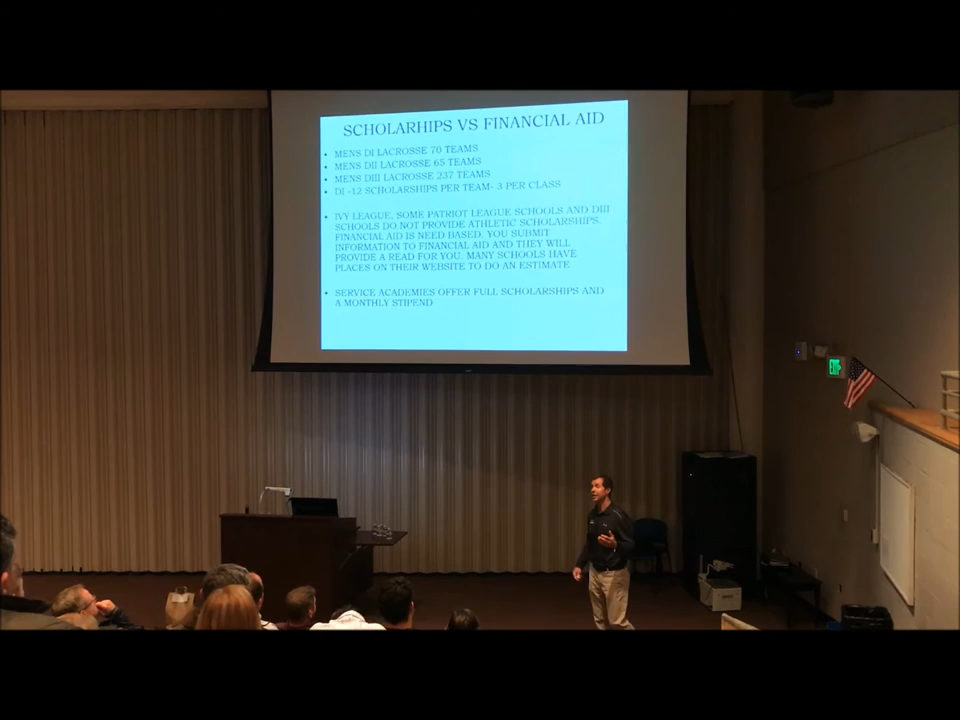 SCHOLARHIPS VS FINANCIAL AID
• MENS DI LACROSSE 70 TEAMS
• MENS DII LACROSSE 65 TEAMS
• MENS DIII LACROSSE 237 TEAMS
• DI -12 SCHOLARSHIPS PER TEAM- 3 PER CLASS
• IVY LEAGUE, SOME PATRIOT LEAGUE SCHOOLS AND DIII
SCHOOLS DO NOT PROVIDE ATHLETIC SCHOLARSHIPS.
FINANCIAL AID IS NEED BASED. YOU SUBMIT
INFORMATION TO FINANCIAL AID AND THEY WILL
PROVIDE A READ FOR YOU. MANY SCHOOLS HAVE
PLACES ON THEIR WEBSITE TO DO AN ESTIMATE
• SERVICE ACADEMIES OFFER FULL SCHOLARSHIPS AND
A MONTHLY STIPEND
EXIT